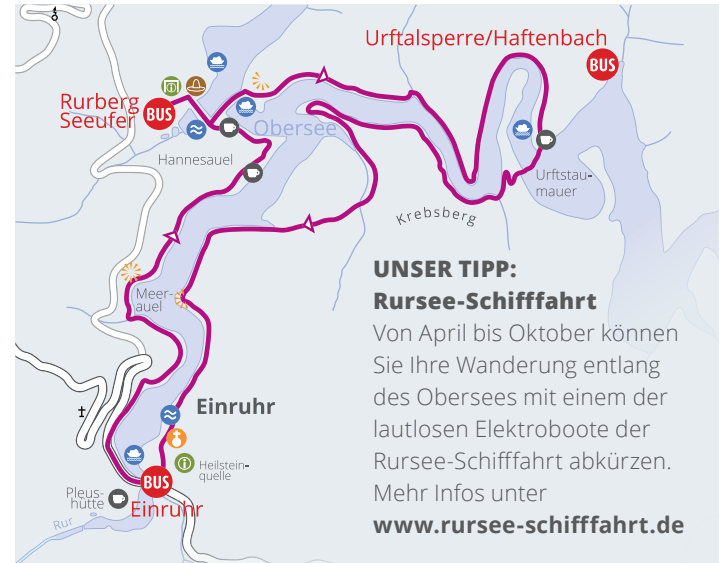 Urftalsperre/Haftenbach
BUS
Rurberg
Seeufer
BUS
Obersee
Hannesauel
Urftstau-
mauer
Krebsberg
UNSER TIPP:
Rursee-Schifffahrt
Von April bis Oktober können
Sie Ihre Wanderung entlang
des Obersees mit einem der
lautlosen Elektroboote der
Rursee-Schifffahrt abkürzen.
Mehr Infos unter
www.rursee-schifffahrt.de
Meer-
auel
Einruhr
Heilstein-
quelle
BUS
Pleus-
hütte
Einruhr
Rur